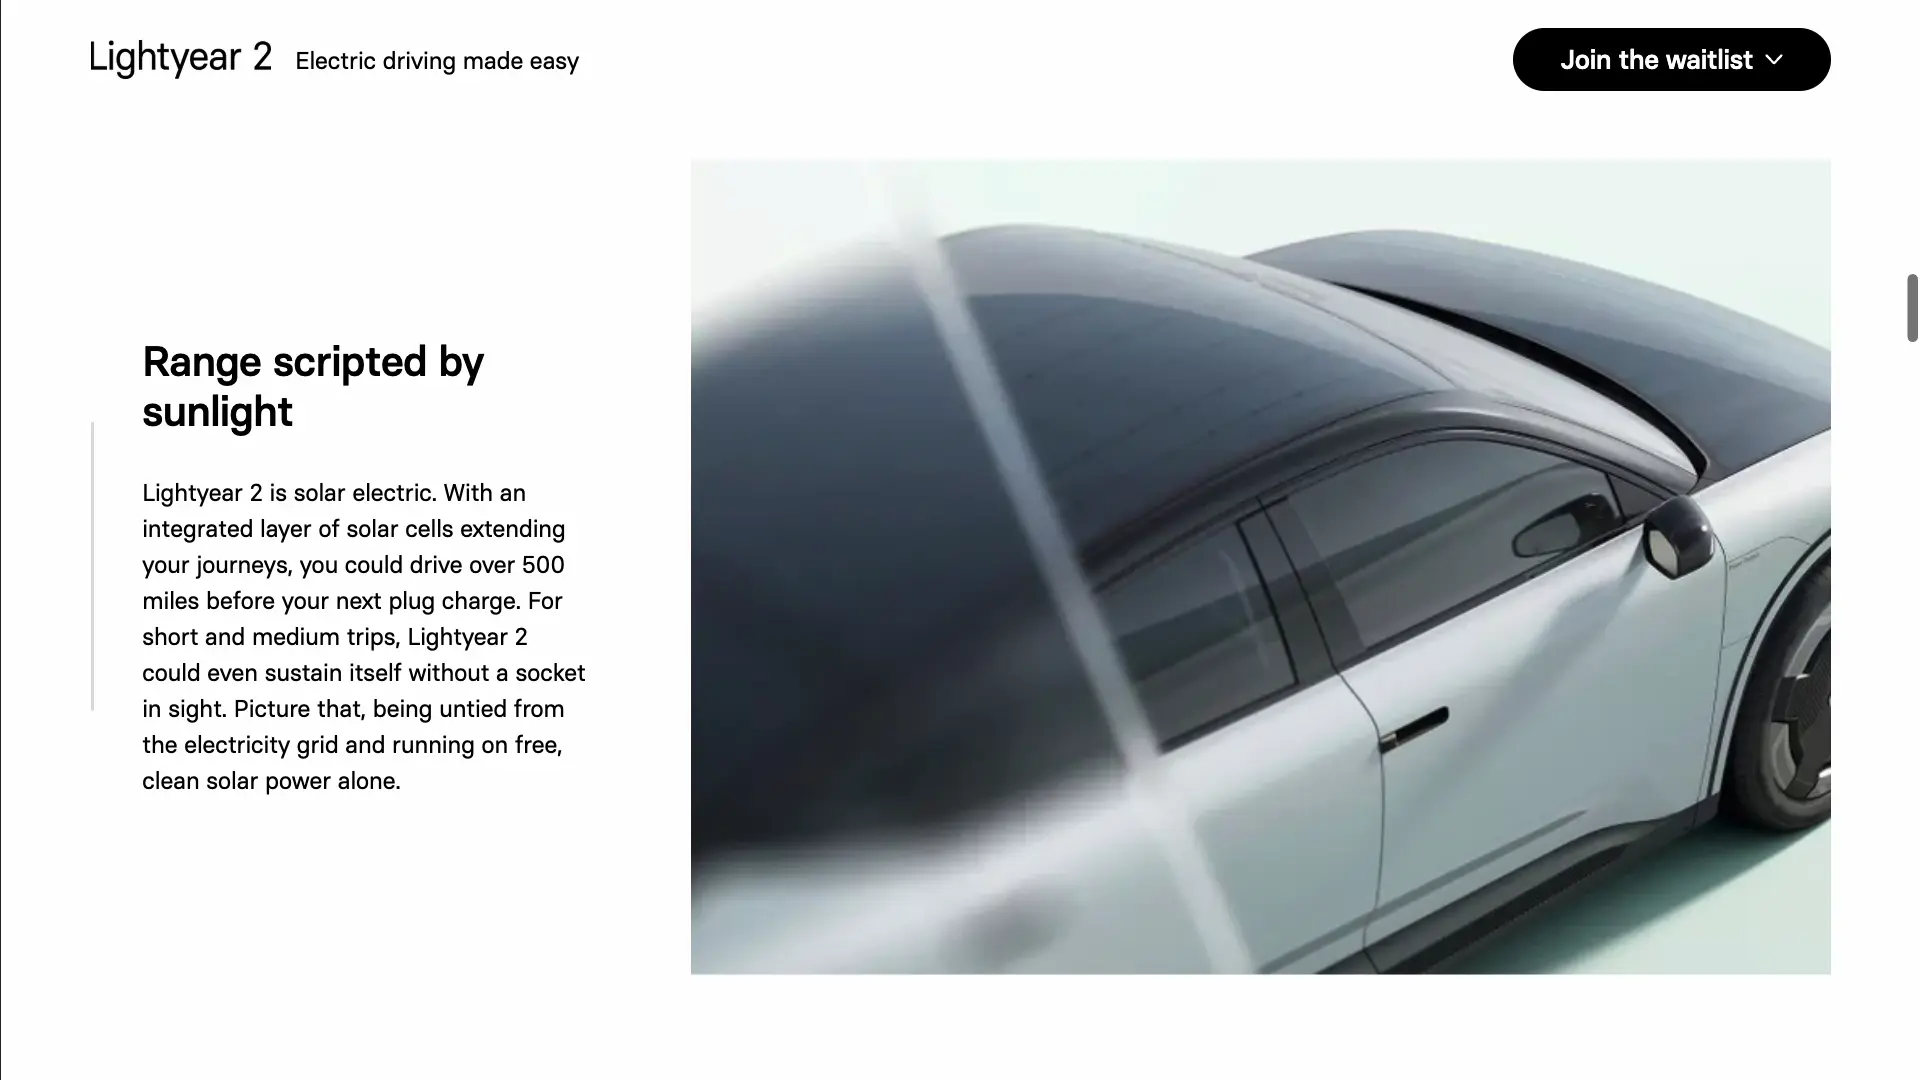 Lightyear 2 Electric driving made easy
Join the waitlist
Range scripted by
sunlight
Lightyear 2 is solar electric. With an
integrated layer of solar cells extending
your journeys, you could drive over 500
miles before your next plug charge. For
short and medium trips, Lightyear 2
could even sustain itself without a socket
in sight. Picture that, being untied from
the electricity grid and running on free,
clean solar power alone.